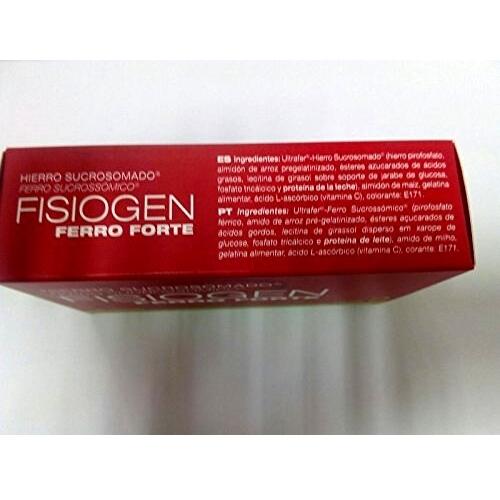 HIERRO SUCROSOMADO®
FERRO SUCROSSÓMICO®
FISIOGEN
FERRO FORTE
ES Ingredientes: Ultrafer®-Hierro Sucrosomado® (hierro pirofosfato,
almidón de arroz pregelatinizado, ésteres azucarados de ácidos
grasos, lecitina de girasol sobre soporte de jarabe de glucosa,
fosfato tricálcico y proteína de la leche), almidón de maíz, gelatina
alimentar, ácido L-ascórbico (vitamina C), colorante: E171.
PT Ingredientes: Ultrafer®-Ferro Sucrossómico® (pirofosfato
férrico, amido de arroz pré-gelatinizado, ésteres açucarados de
ácidos gordos, lecitina de girassol disperso em xarope de
glucose, fosfato tricálcico e proteína de leite), amido de milho,
gelatina alimentar, ácido L-ascórbico (vitamina C), corante: E171.